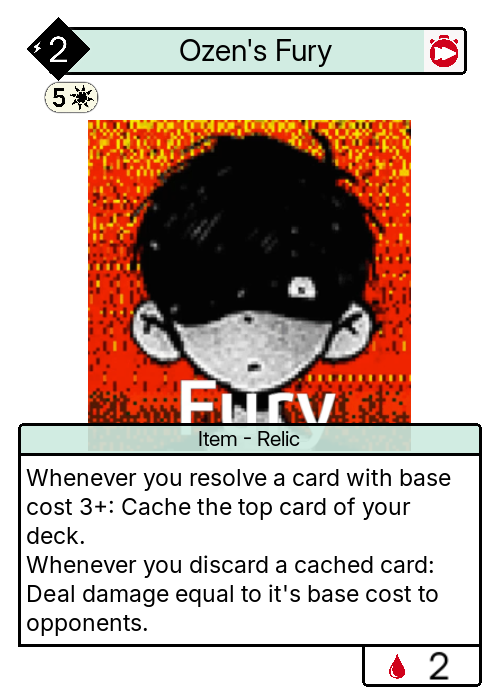 2
Ozen's Fury
5
Fury
Item - Relic
Whenever you resolve a card with base
cost 3+: Cache the top card of your
deck.
Whenever you discard a cached card:
Deal damage equal to it's base cost to
opponents.
2